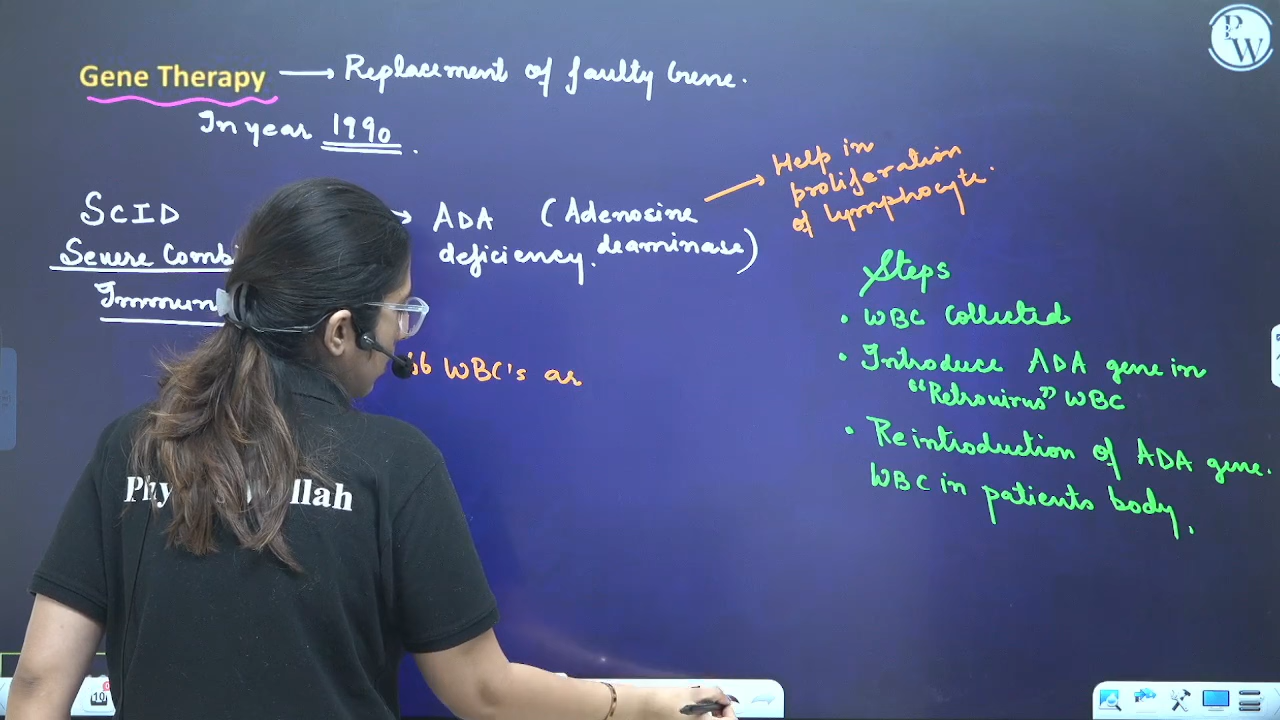 Gene Therapy → Replacement of faulty Gene.
In year 1990.
SCID
Severe Comb
Immun
→ ADA (Adenosine
deficiency. deaminase)
→ Help in
proliferation
of lymphocyte.
WBC's as
Steps
• WBC Collected
• Introduce ADA gene in
"Retrovirus" WBC
• Reintroduction of ADA gene.
WBC in patients body.
PW
10